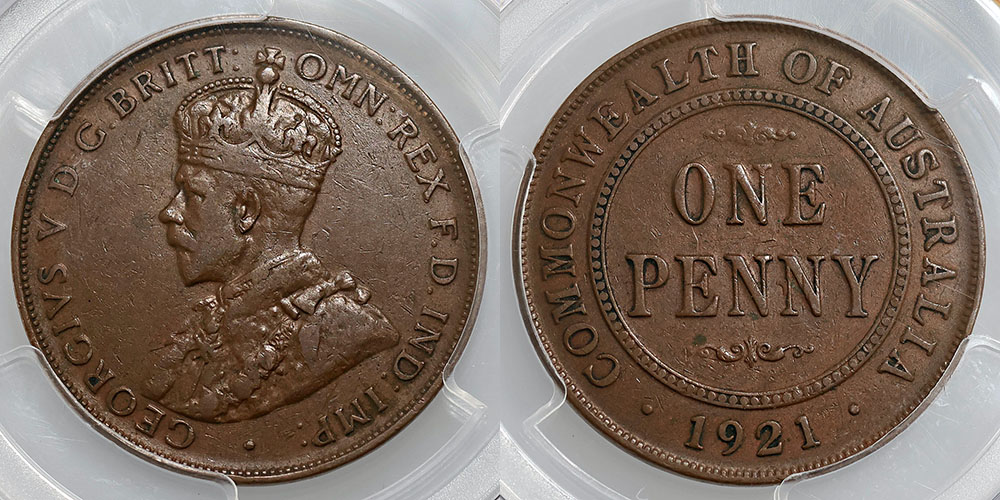 GEORGIVS V D.G.BRITT: OMN:REX F.D.IND:IMP:
COMMONWEALTH OF AUSTRALIA
ONE
PENNY
· 1921 ·